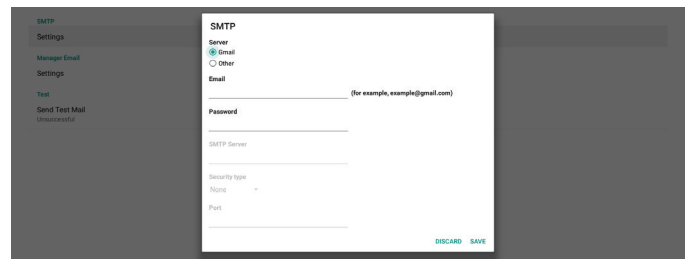 SMTP
Settings
Manager Email
Settings
Test
Send Test Mail
Unsuccessful
SMTP
Server
Gmail
Other
Email
(for example, example@gmail.com)
Password
SMTP Server
Security type
None
Port
DISCARD SAVE